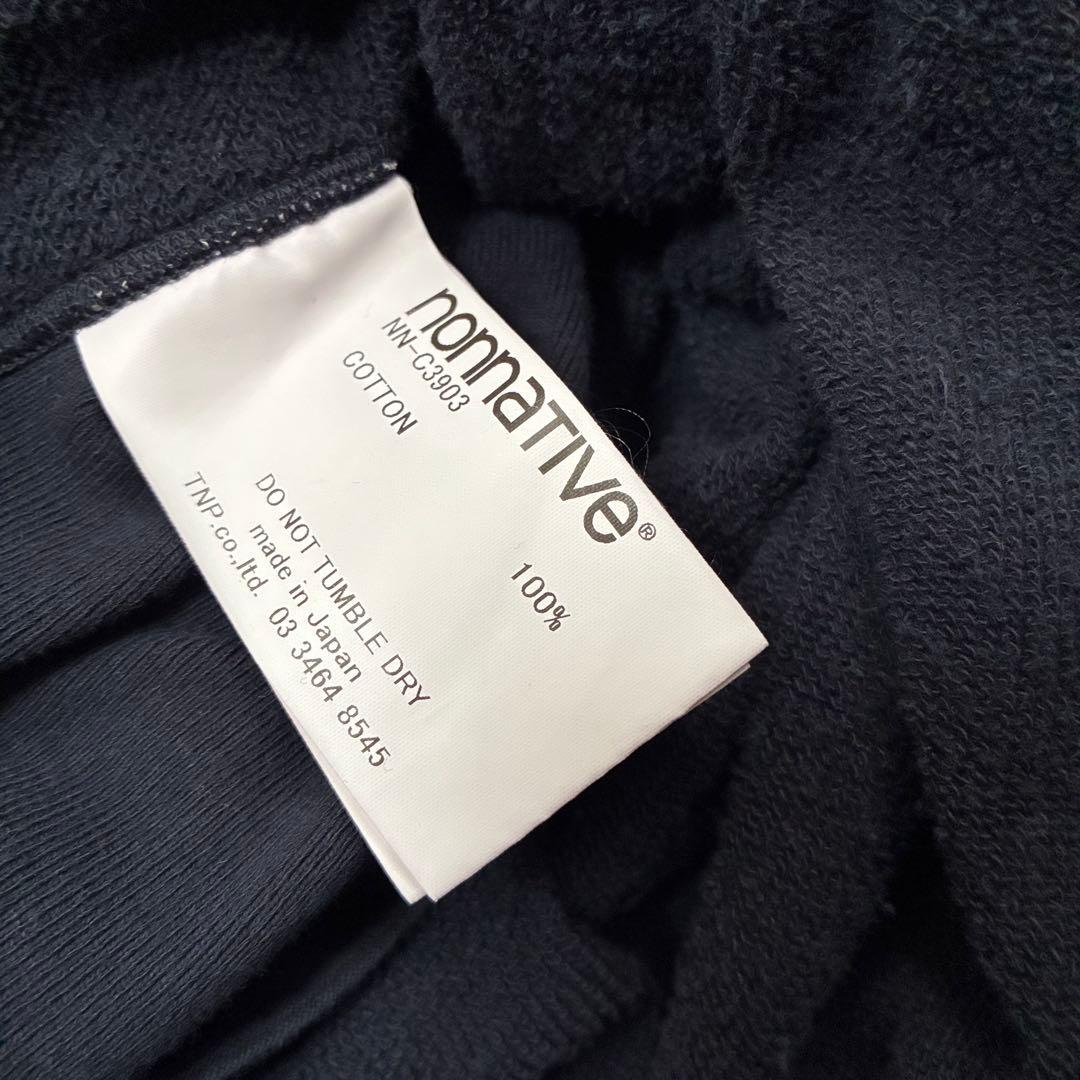 nonnaTIVe®
NN-C3903
COTTON 100%
DO NOT TUMBLE DRY
made in Japan
TNP.co.,ltd. 03 3464 8545